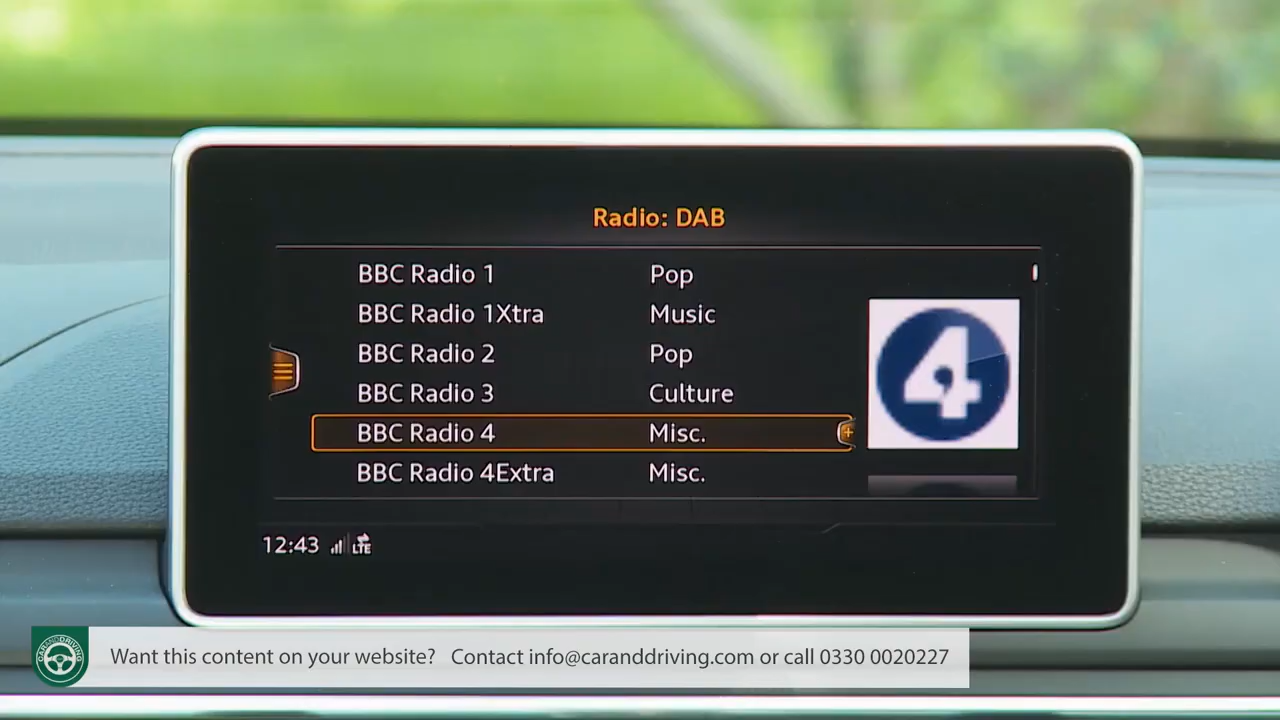 Radio: DAB
BBC Radio 1 Pop
BBC Radio 1Xtra Music
BBC Radio 2 Pop
BBC Radio 3 Culture
4
BBC Radio 4 Misc.
BBC Radio 4Extra Misc.
12:43 LTE
CARANDDRIVING
Want this content on your website? Contact info@caranddriving.com or call 0330 0020227